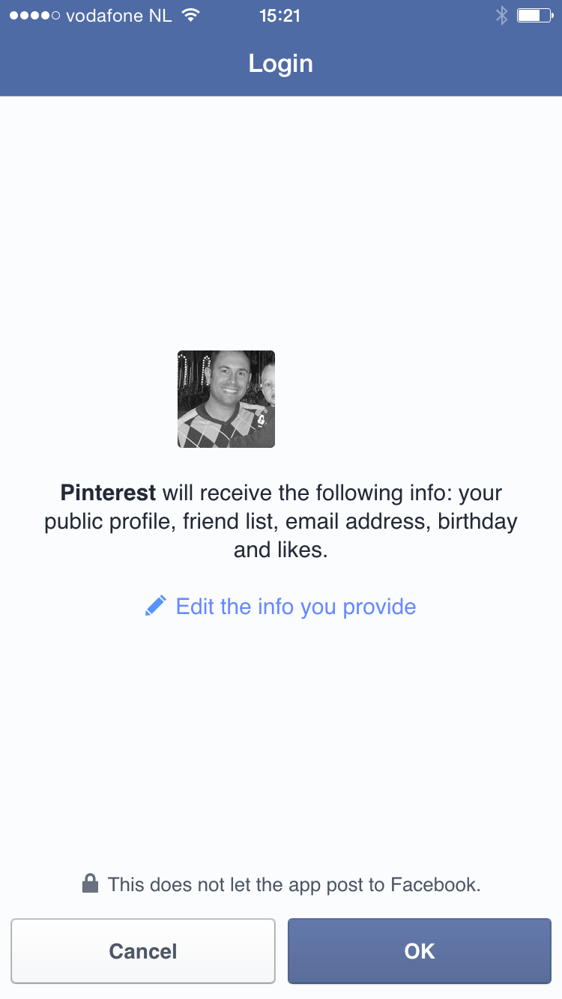 vodafone NL 15:21
Login
Pinterest will receive the following info: your
public profile, friend list, email address, birthday
and likes.
Edit the info you provide
This does not let the app post to Facebook.
Cancel OK